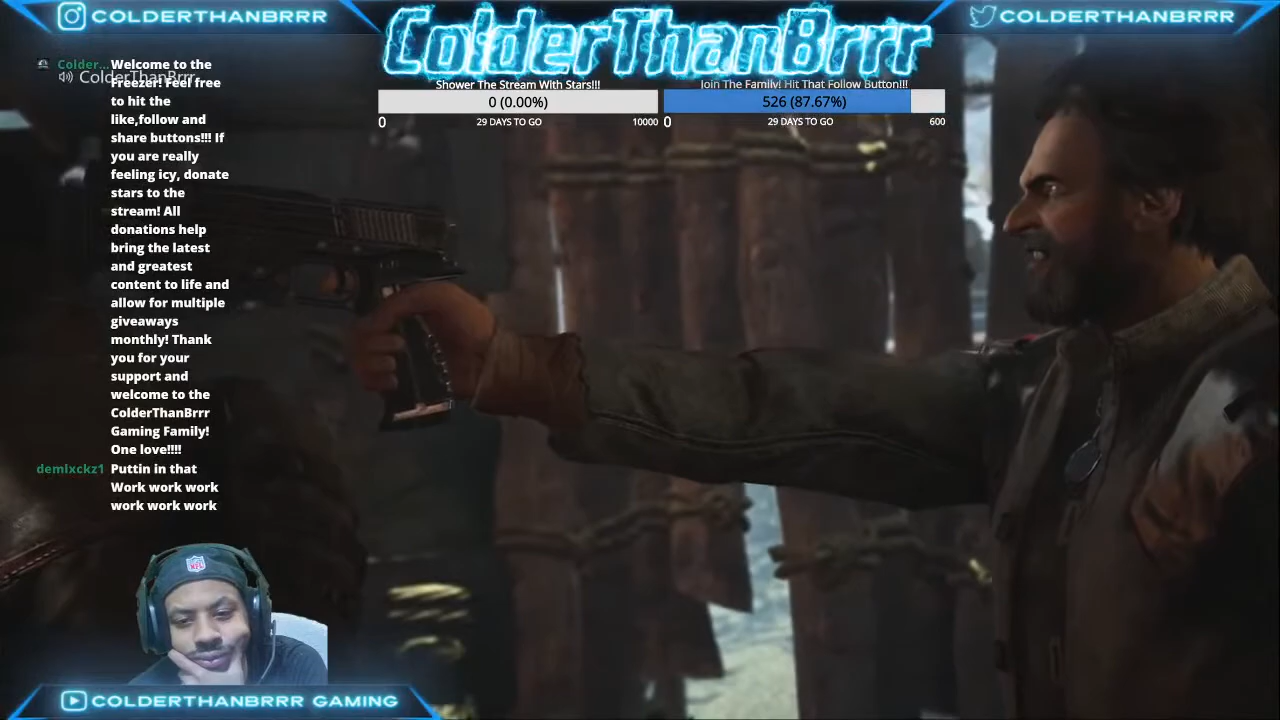 COLDERTHANBRRR
ColderThanBrrr
COLDERTHANBRRR
Shower The Stream With Stars!!!
Join The Family! Hit That Follow Button!!!
0 (0.00%)
526 (87.67%)
0
29 DAYS TO GO
10000
0
29 DAYS TO GO
600
Colder... Welcome to the
ColderThanBrr
Freezer! Feel free
to hit the
like,follow and
share buttons!!! If
you are really
feeling icy, donate
stars to the
stream! All
donations help
bring the latest
and greatest
content to life and
allow for multiple
giveaways
monthly! Thank
you for your
support and
welcome to the
ColderThanBrrr
Gaming Family!
One love!!!!
demlxckz1 Puttin in that
Work work work
work work work
NFL
COLDERTHANBRRR GAMING